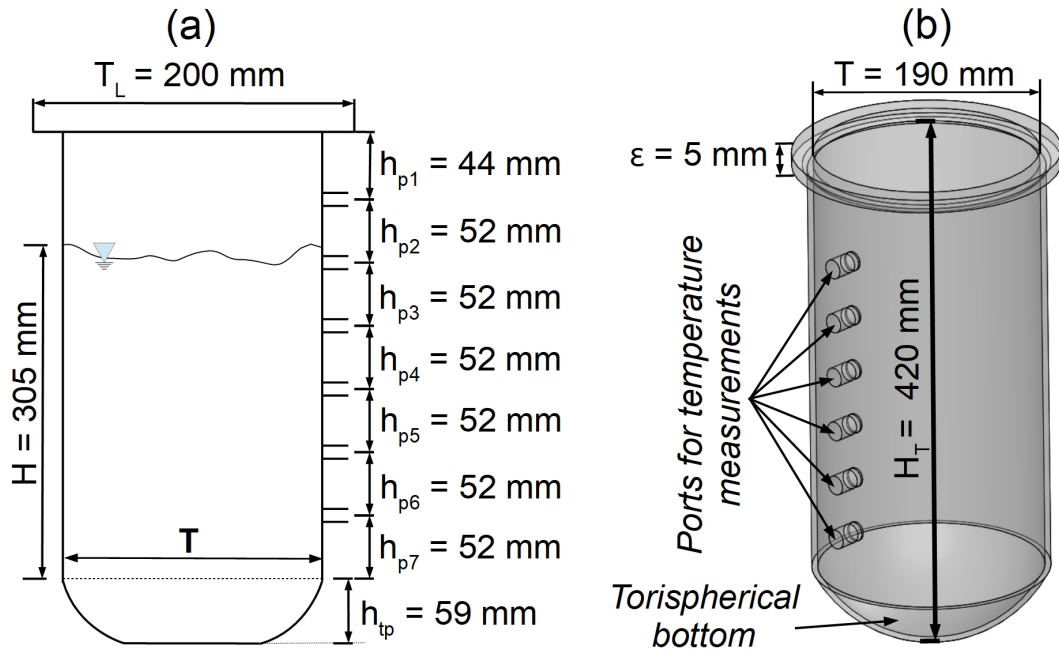 (a)
T_L = 200 mm
h_p1 = 44 mm
h_p2 = 52 mm
h_p3 = 52 mm
h_p4 = 52 mm
h_p5 = 52 mm
h_p6 = 52 mm
h_p7 = 52 mm
h_tp = 59 mm
H = 305 mm
T
(b)
T = 190 mm
ε = 5 mm
H_T = 420 mm
Ports for temperature
measurements
Torispherical
bottom